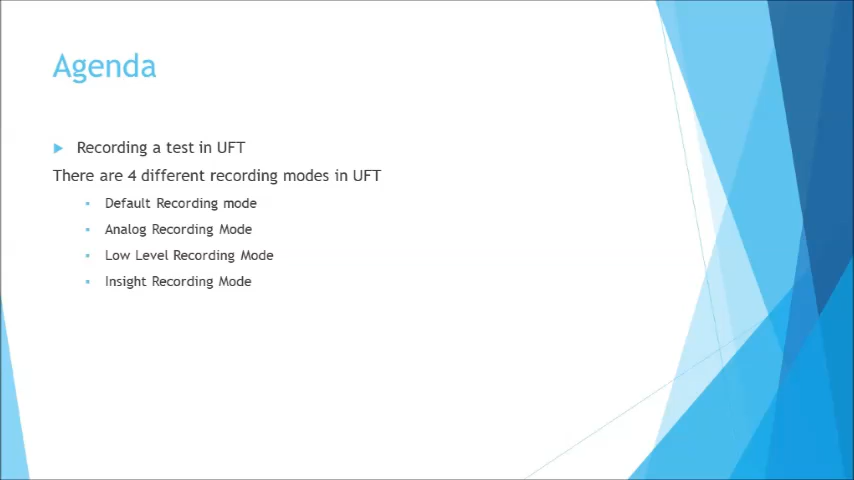 Agenda
Recording a test in UFT
There are 4 different recording modes in UFT
Default Recording mode
Analog Recording Mode
Low Level Recording Mode
Insight Recording Mode